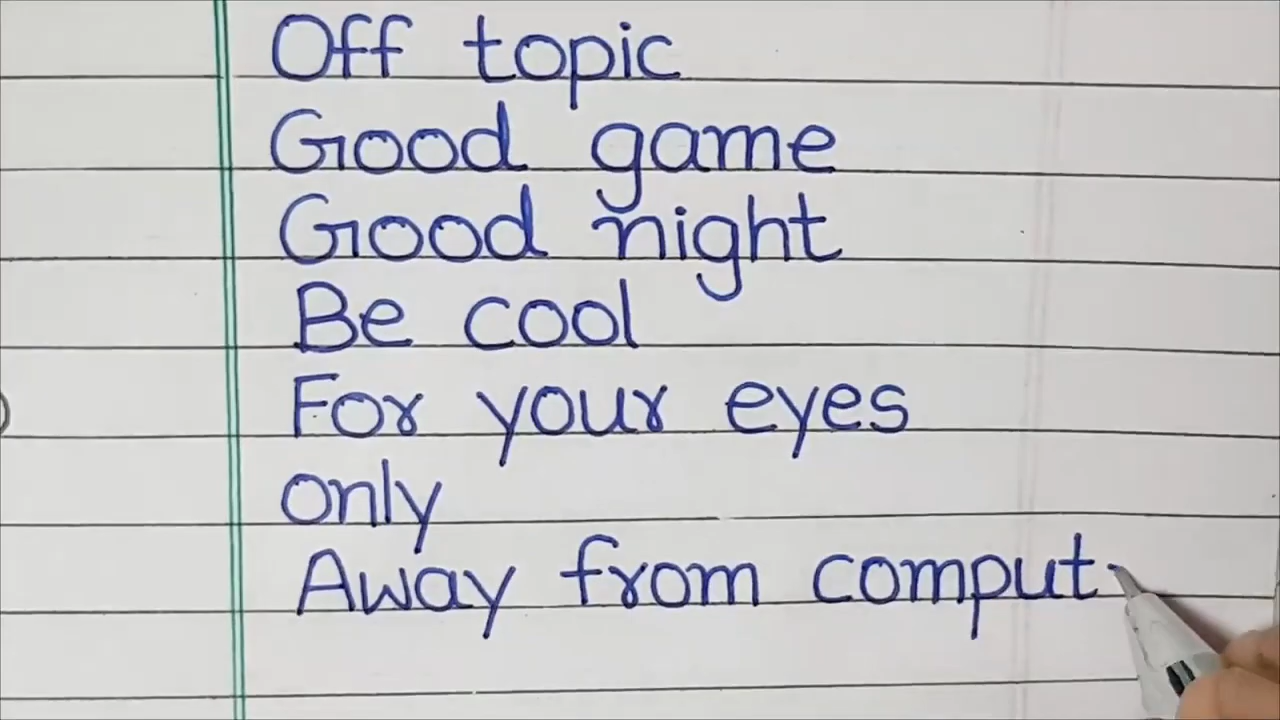 Off topic
Good game
Good night
Be cool
For your eyes
only
Away from comput